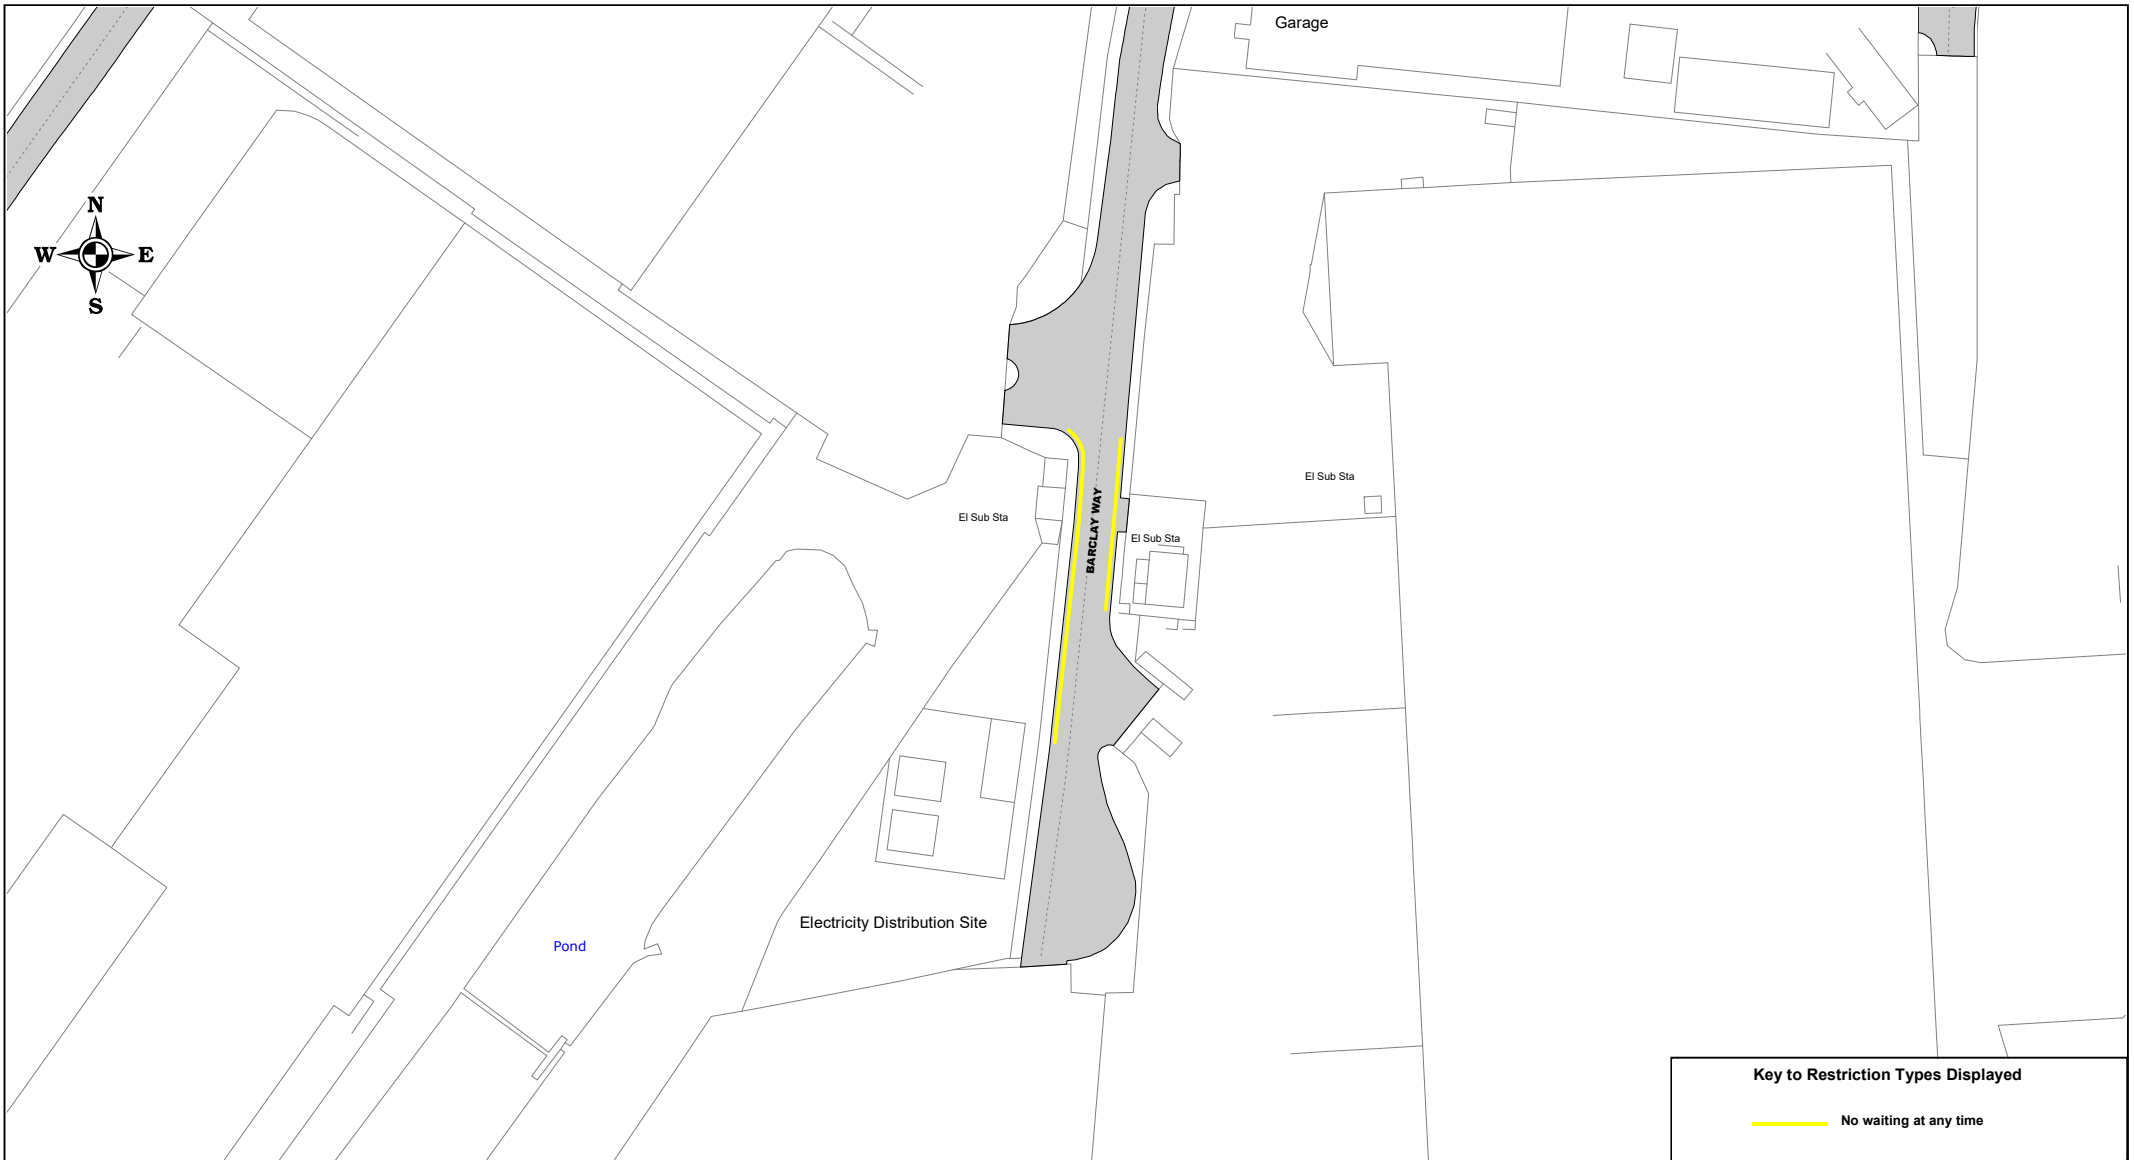 Garage
N
W E
S
El Sub Sta
BARCLAY WAY
El Sub Sta
El Sub Sta
Electricity Distribution Site
Pond
Key to Restriction Types Displayed
No waiting at any time